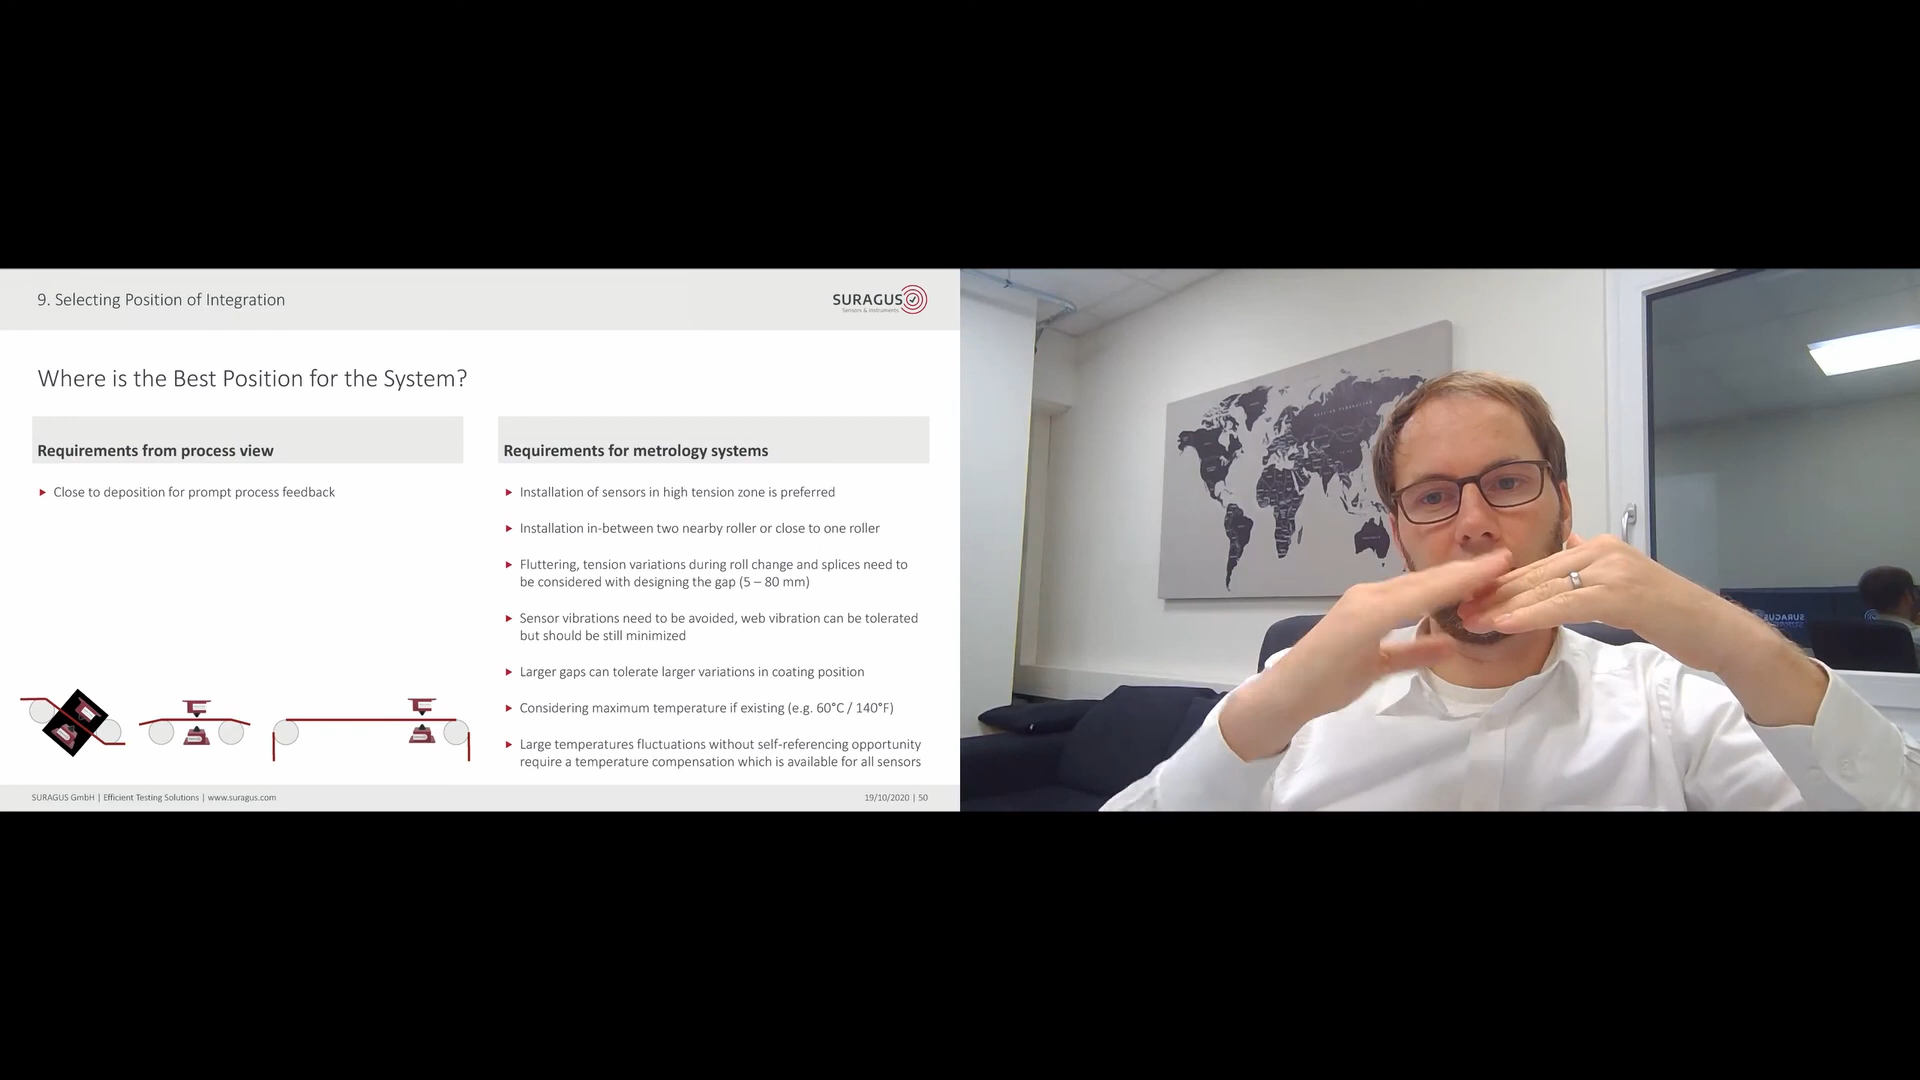 9. Selecting Position of Integration
SURAGUS
Sensors & Instruments
Where is the Best Position for the System?
Requirements from process view
Close to deposition for prompt process feedback
Requirements for metrology systems
Installation of sensors in high tension zone is preferred
Installation in-between two nearby roller or close to one roller
Fluttering, tension variations during roll change and splices need to
be considered with designing the gap (5 – 80 mm)
Sensor vibrations need to be avoided, web vibration can be tolerated
but should be still minimized
Larger gaps can tolerate larger variations in coating position
Considering maximum temperature if existing (e.g. 60°C / 140°F)
Large temperatures fluctuations without self-referencing opportunity
require a temperature compensation which is available for all sensors
SURAGUS GmbH | Efficient Testing Solutions | www.suragus.com
19/10/2020 | 50